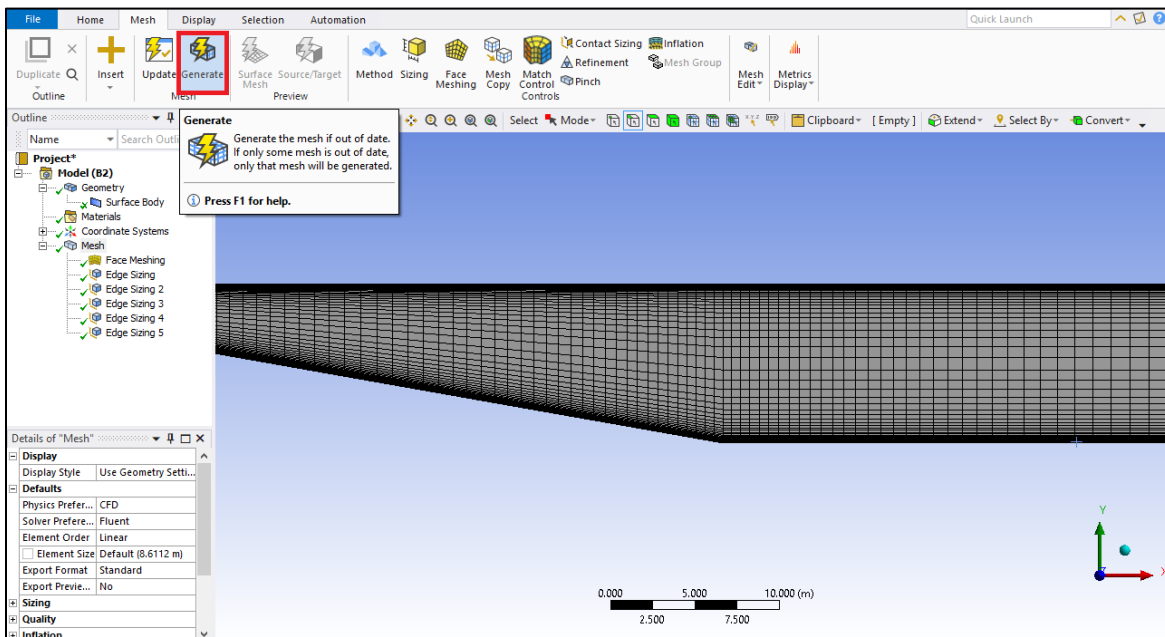 File Home Mesh Display Selection Automation Quick Launch
Duplicate Insert Update Generate Surface Mesh Source/Target Method Sizing Face Meshing Mesh Copy Match Control Contact Sizing Inflation
Refinement Mesh Group
Pinch
Mesh Edit Metrics Display
Outline Mesh Preview Controls
Outline
Select Mode Clipboard [ Empty ] Extend Select By Convert
Name Search Outli
Generate
Generate the mesh if out of date.
If only some mesh is out of date,
only that mesh will be generated.
Press F1 for help.
Project*
Model (B2)
Geometry
Surface Body
Materials
Coordinate Systems
Mesh
Face Meshing
Edge Sizing
Edge Sizing 2
Edge Sizing 3
Edge Sizing 4
Edge Sizing 5
Details of "Mesh"
Display
Display Style Use Geometry Setti...
Defaults
Physics Prefer... CFD
Solver Prefere... Fluent
Element Order Linear
Element Size Default (8.6112 m)
Export Format Standard
Export Previe... No
Sizing
Quality
Inflation
0.000 5.000 10.000 (m)
2.500 7.500
Y
X